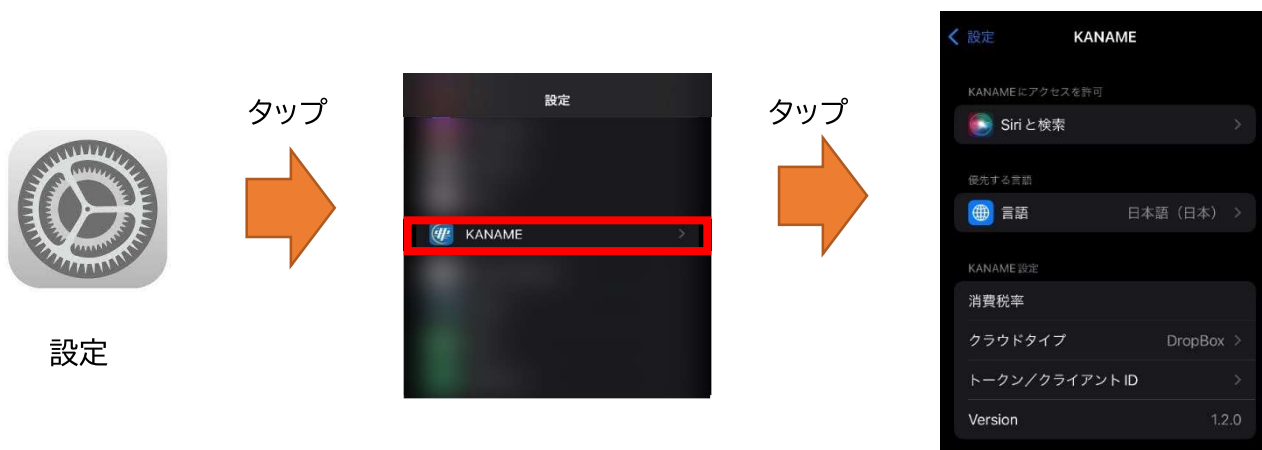 設定
タップ
設定
KANAME
タップ
設定 KANAME
KANAMEにアクセスを許可
Siriと検索
優先する言語
言語 日本語（日本）
KANAME設定
消費税率
クラウドタイプ DropBox
トークン／クライアントID
Version 1.2.0